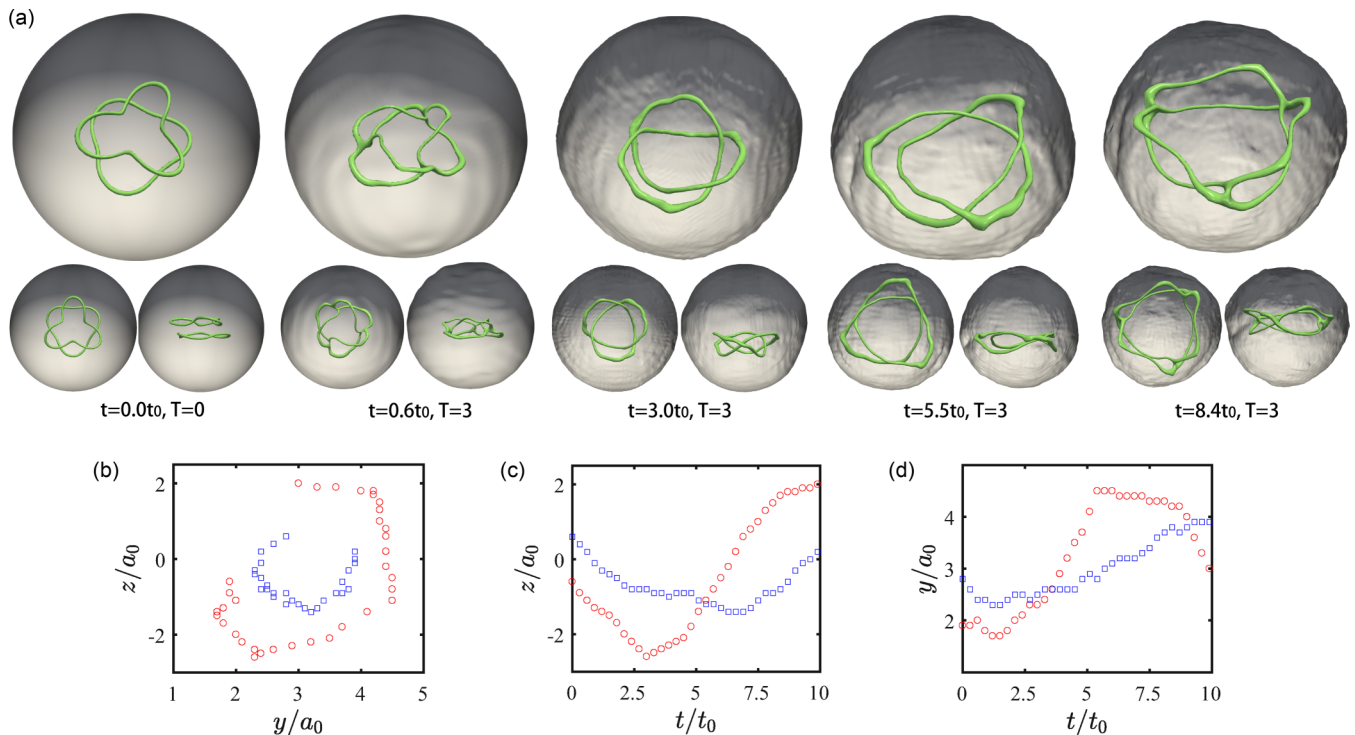 (a)
t=0.0t0, T=0
t=0.6t0, T=3
t=3.0t0, T=3
t=5.5t0, T=3
t=8.4t0, T=3
(b)
2
0
-2
z/a0
1
2
3
4
5
y/a0
(c)
2
0
-2
z/a0
0
2.5
5
7.5
10
t/t0
(d)
4
3
2
y/a0
0
2.5
5
7.5
10
t/t0